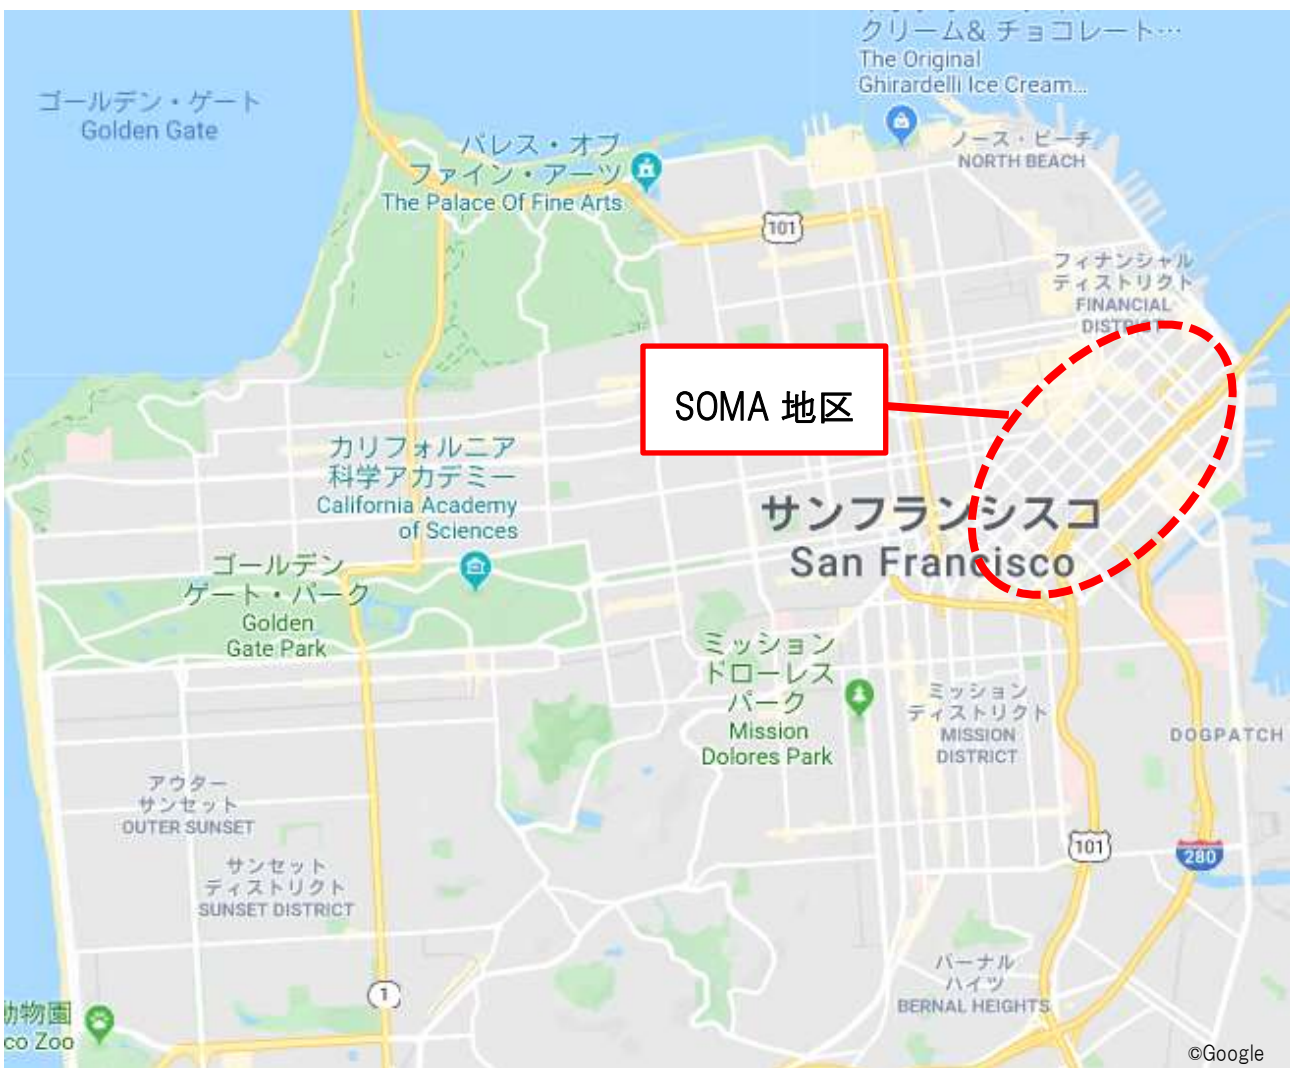 クリーム& チョコレート…
The Original
Ghirardelli Ice Cream...
ゴールデン・ゲート
Golden Gate
パレス・オブ
ファイン・アーツ
The Palace Of Fine Arts
ノース・ビーチ
NORTH BEACH
101
フィナンシャル
ディストリクト
FINANCIAL
DISTRICT
SOMA 地区
カリフォルニア
科学アカデミー
California Academy
of Sciences
サンフランシスコ
San Francisco
ゴールデン
ゲート・パーク
Golden
Gate Park
ミッション
ドローレス
パーク
Mission
Dolores Park
ミッション
ディストリクト
MISSION
DISTRICT
DOGPATCH
アウター
サンセット
OUTER SUNSET
サンセット
ディストリクト
SUNSET DISTRICT
101
280
バーナル
ハイツ
BERNAL HEIGHTS
1
動物園
co Zoo
©Google